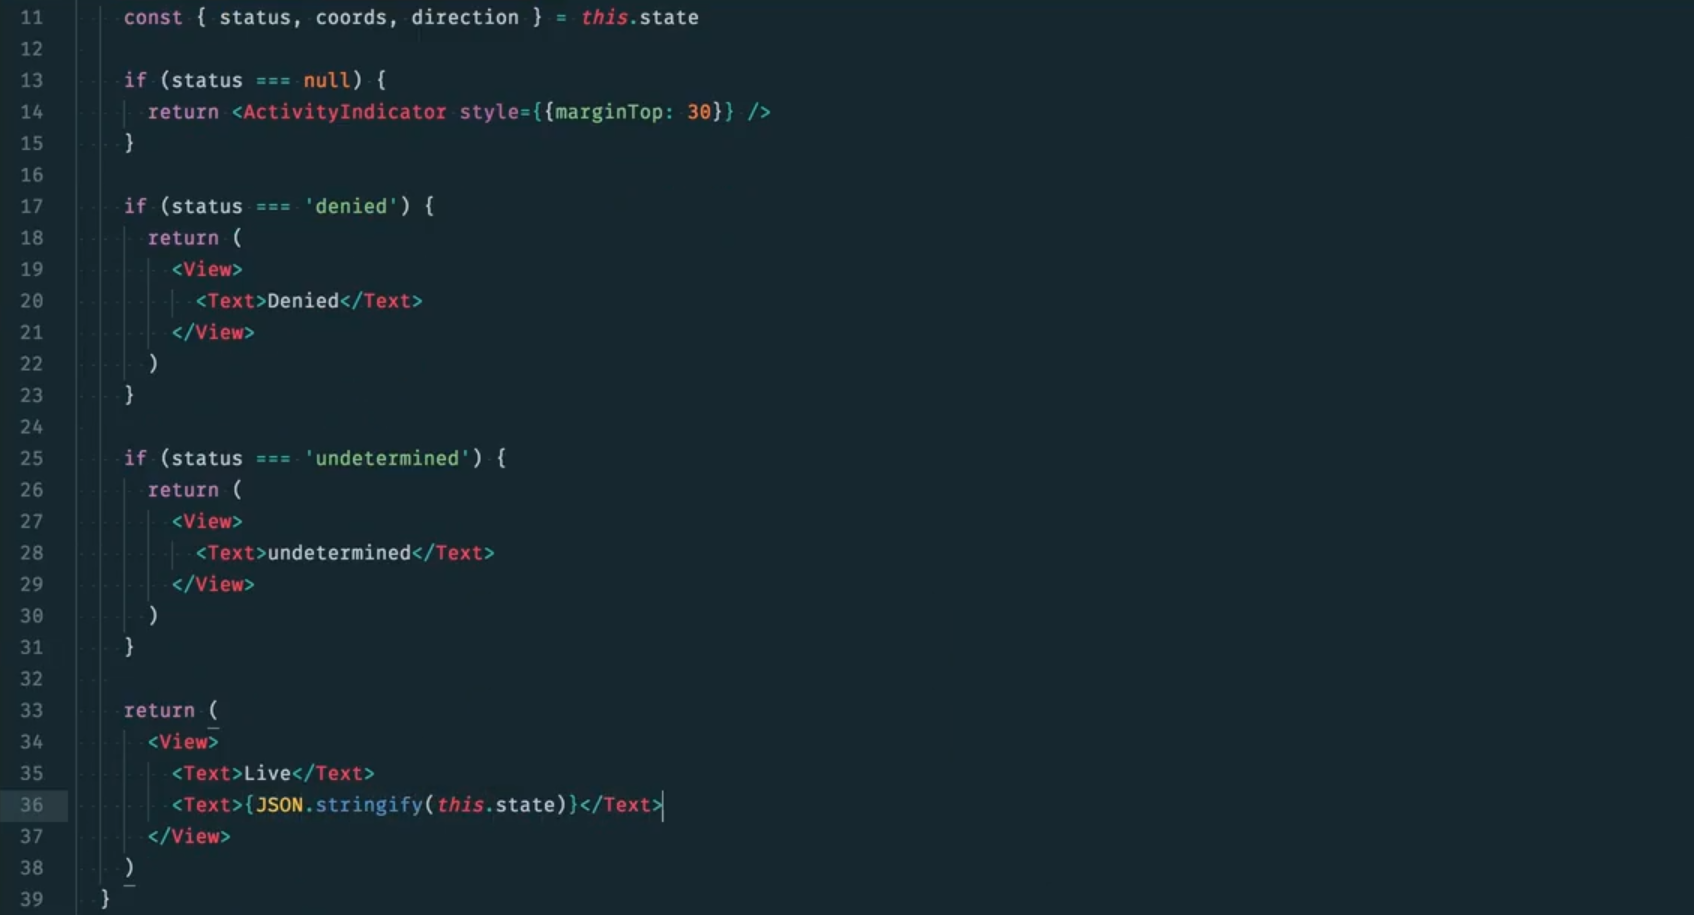 11 const { status, coords, direction } = this.state
12
13 if (status === null) {
14 return <ActivityIndicator style={{marginTop: 30}} />
15 }
16
17 if (status === 'denied') {
18 return (
19 <View>
20 <Text>Denied</Text>
21 </View>
22 )
23 }
24
25 if (status === 'undetermined') {
26 return (
27 <View>
28 <Text>undetermined</Text>
29 </View>
30 )
31 }
32
33 return (
34 <View>
35 <Text>Live</Text>
36 <Text>{JSON.stringify(this.state)}</Text>
37 </View>
38 )
39 }